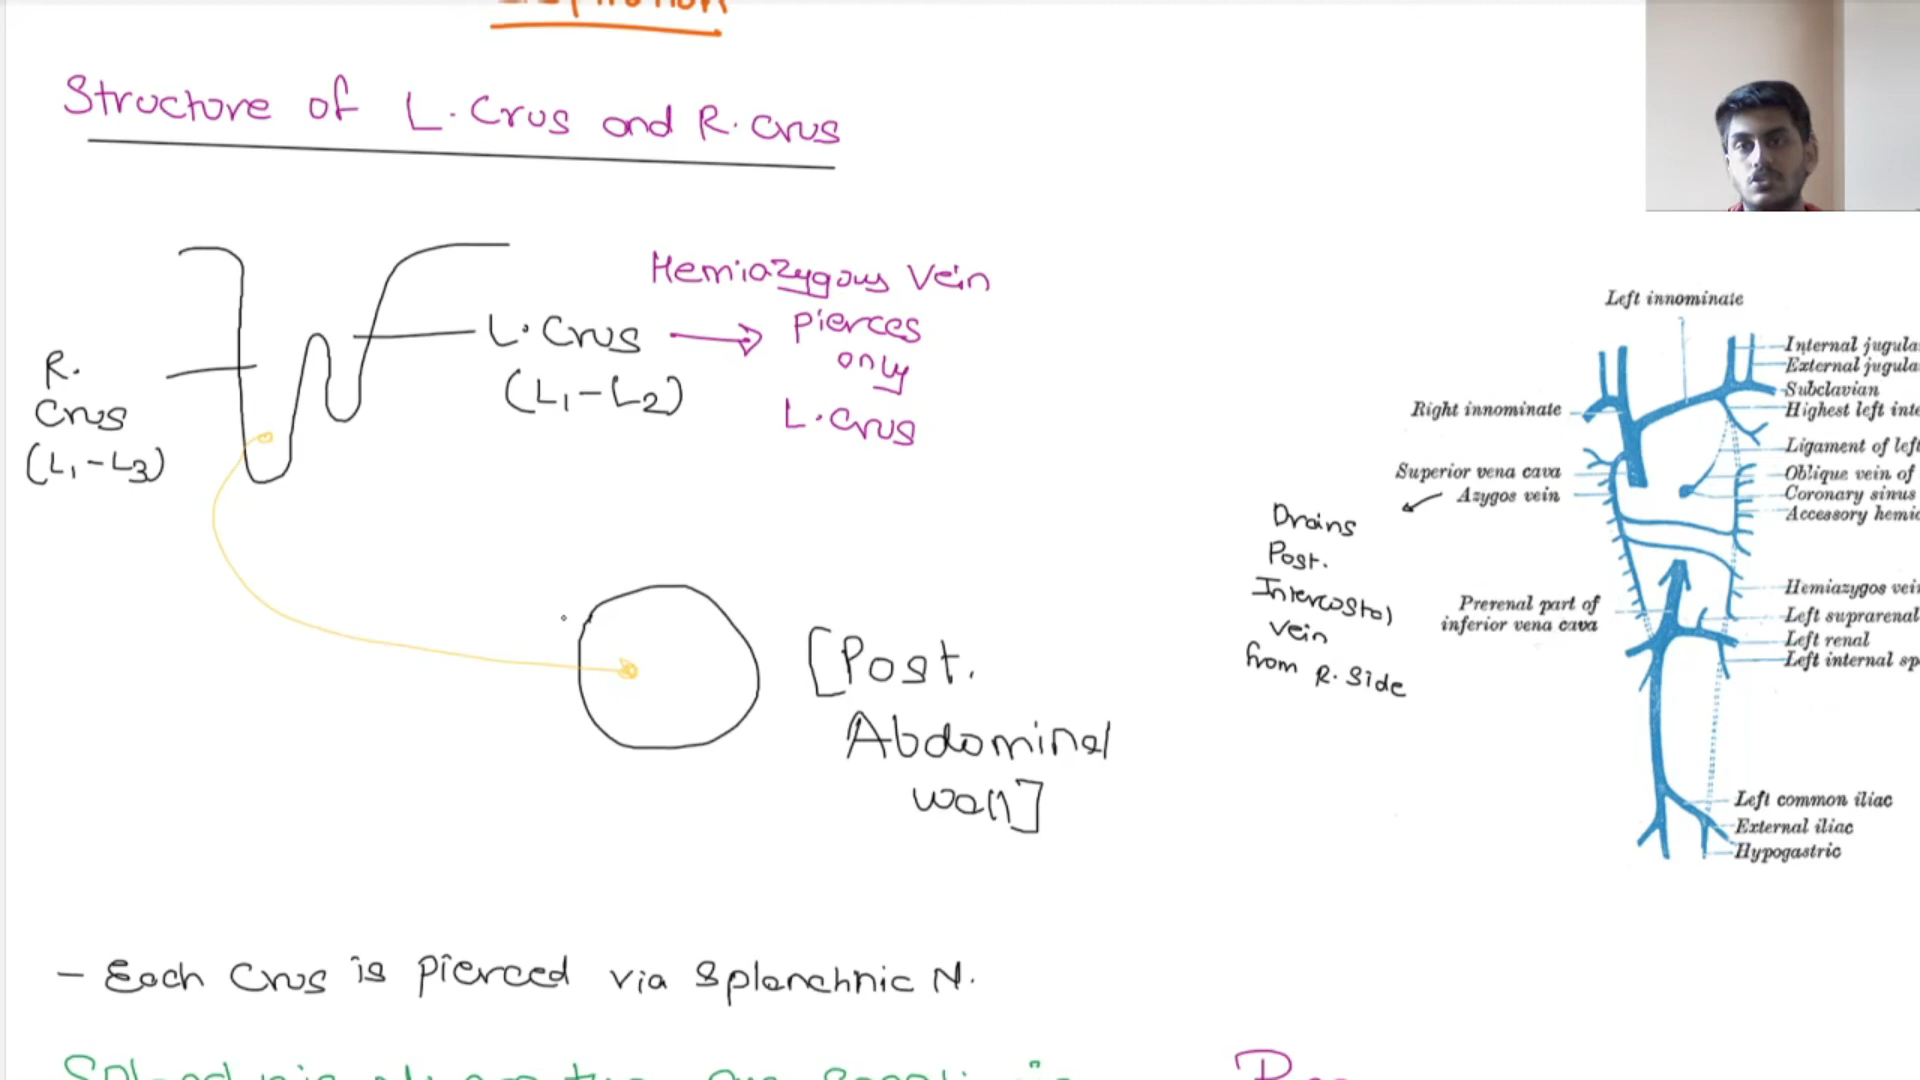 Structure of L. Crus and R. crus
Hemiazygous Vein
pierces
only
L. crus
L. Crus
(L1-L2)
R.
Crus
(L1-L3)
[Post.
Abdominal
wall]
Drains
Post.
Intercostal
vein
from R. Side
Left innominate
Internal jugula
External jugula
Subclavian
Highest left inte
Right innominate
Ligament of left
Superior vena cava
Oblique vein of
Azygos vein
Coronary sinus
Accessory hemia
Hemiazygos vein
Prerenal part of
inferior vena cava
Left suprarenal
Left renal
Left internal sp
Left common iliac
External iliac
Hypogastric
- Each Crus is pierced via Splanchnic N.